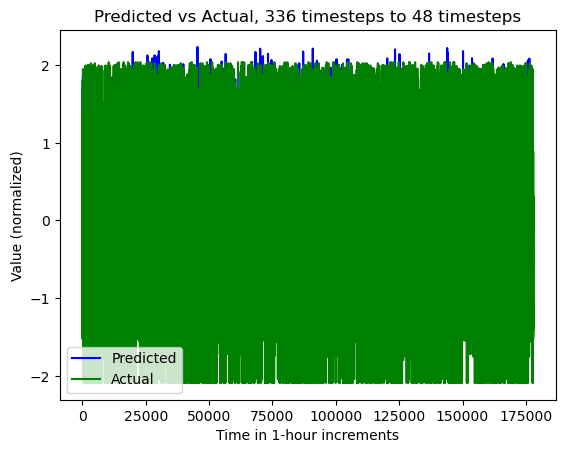 Predicted vs Actual, 336 timesteps to 48 timesteps
Value (normalized)
2
1
0
−1
−2
Predicted
Actual
0 25000 50000 75000 100000 125000 150000 175000
Time in 1-hour increments